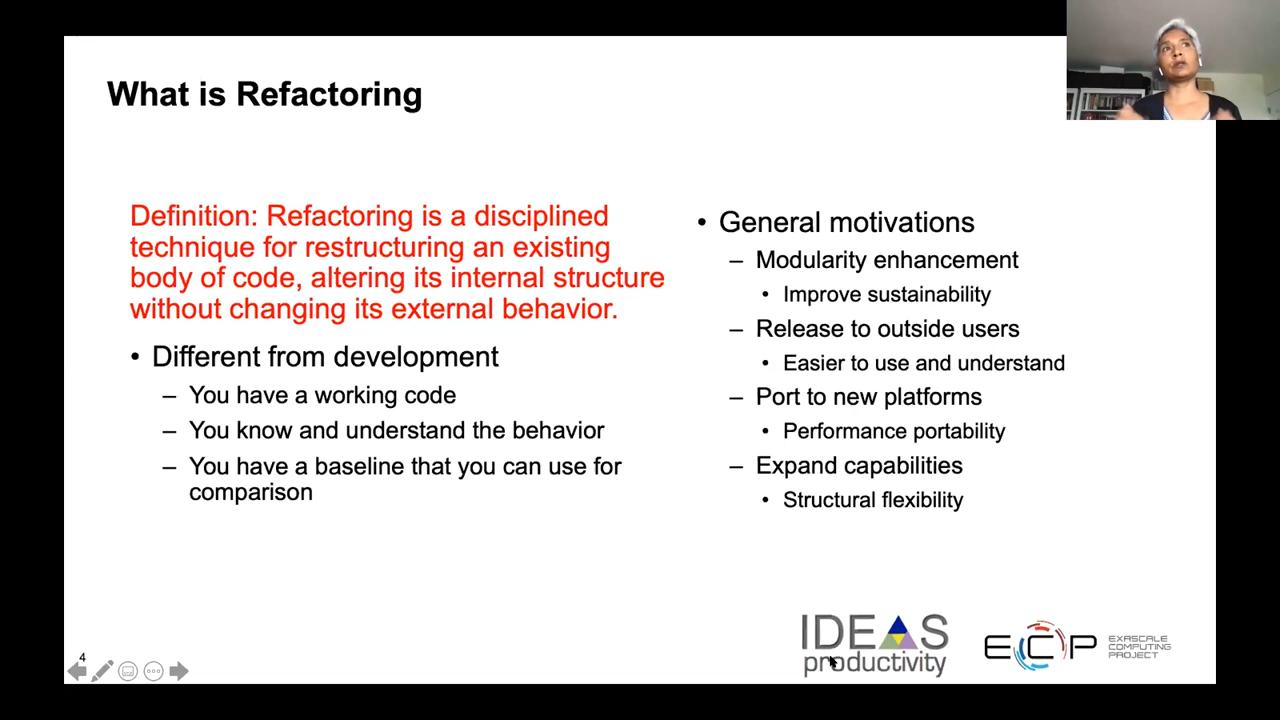 What is Refactoring
Definition: Refactoring is a disciplined
technique for restructuring an existing
body of code, altering its internal structure
without changing its external behavior.
• Different from development
– You have a working code
– You know and understand the behavior
– You have a baseline that you can use for
comparison
• General motivations
– Modularity enhancement
• Improve sustainability
– Release to outside users
• Easier to use and understand
– Port to new platforms
• Performance portability
– Expand capabilities
• Structural flexibility
4
IDEAS
productivity
ECP
EXASCALE
COMPUTING
PROJECT